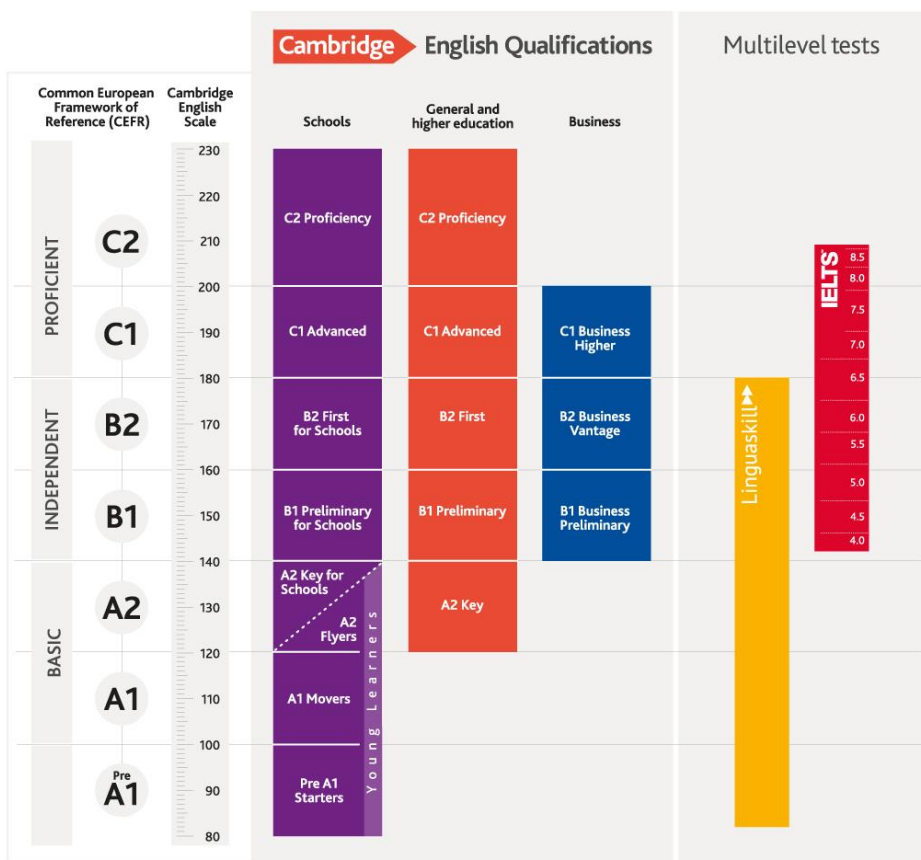 Cambridge English Qualifications
Multilevel tests
Common European
Framework of
Reference (CEFR)
Cambridge
English
Scale
Schools
General and
higher education
Business
PROFICIENT
INDEPENDENT
BASIC
C2
C1
B2
B1
A2
A1
Pre
A1
230
220
210
200
190
180
170
160
150
140
130
120
110
100
90
80
C2 Proficiency
C1 Advanced
B2 First
for Schools
B1 Preliminary
for Schools
A2 Key for
Schools
A2
Flyers
A1 Movers
Pre A1
Starters
Young Learners
C2 Proficiency
C1 Advanced
B2 First
B1 Preliminary
A2 Key
C1 Business
Higher
B2 Business
Vantage
B1 Business
Preliminary
Linguaskill
IELTS
8.5
8.0
7.5
7.0
6.5
6.0
5.5
5.0
4.5
4.0